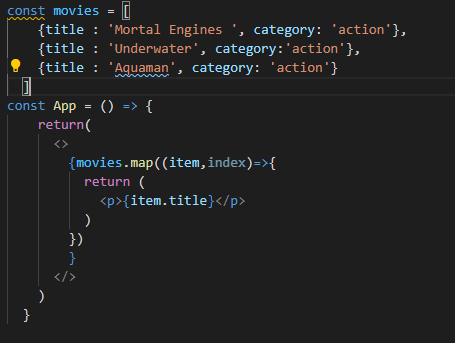 const movies = [
    {title : 'Mortal Engines ', category: 'action'},
    {title : 'Underwater', category:'action'},
    {title : 'Aquaman', category: 'action'}
  ]
const App = () => {
    return(
      <>
        {movies.map((item,index)=>{
          return (
            <p>{item.title}</p>
          )
        })
        }
      </>
    )
  }